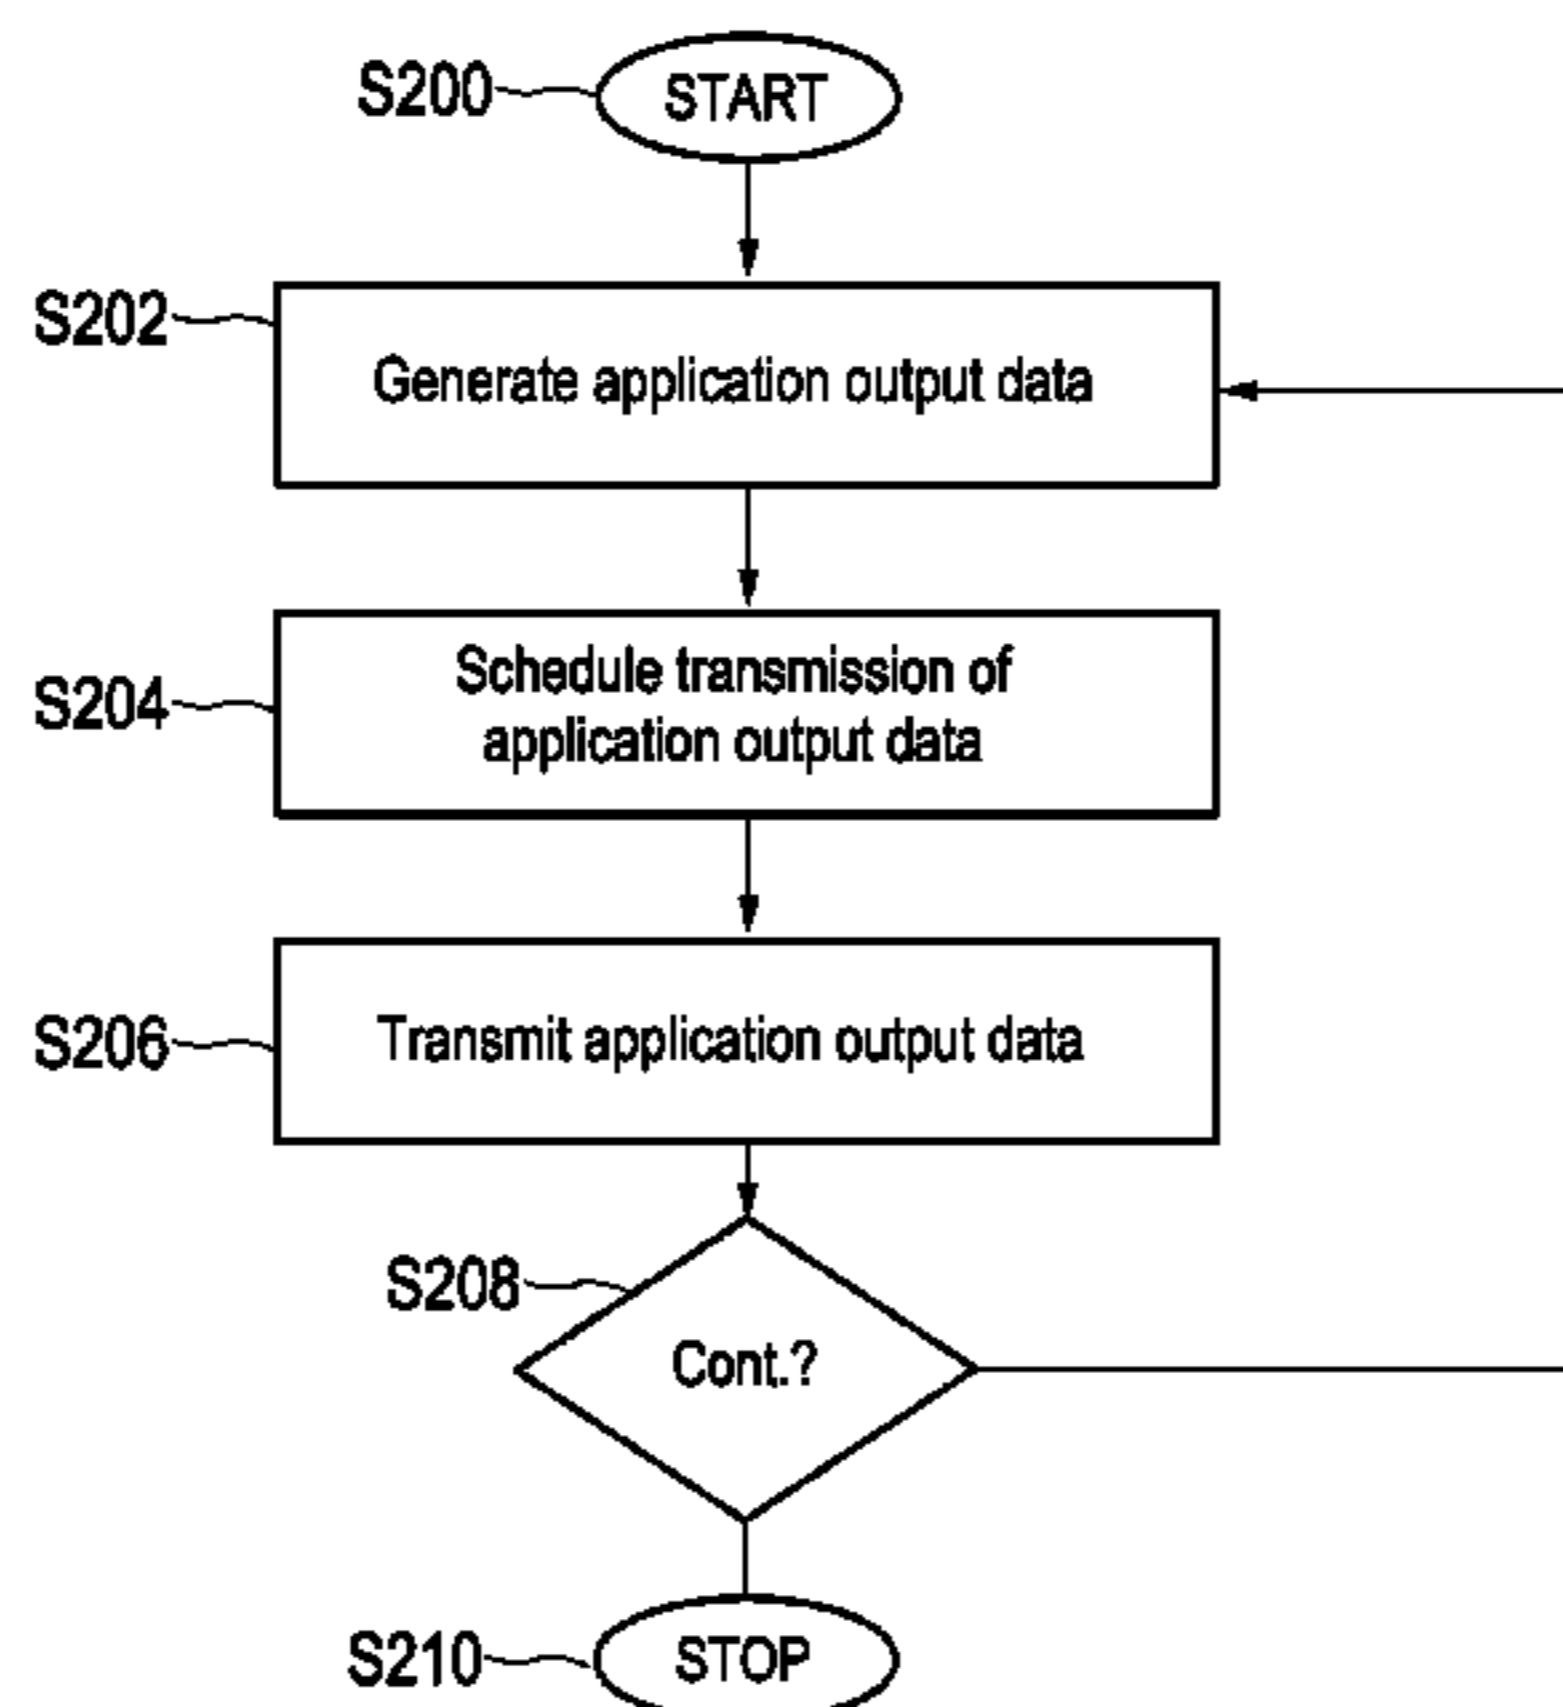 S200
START
S202
Generate application output data
S204
Schedule transmission of
application output data
S206
Transmit application output data
S208
Cont.?
S210
STOP